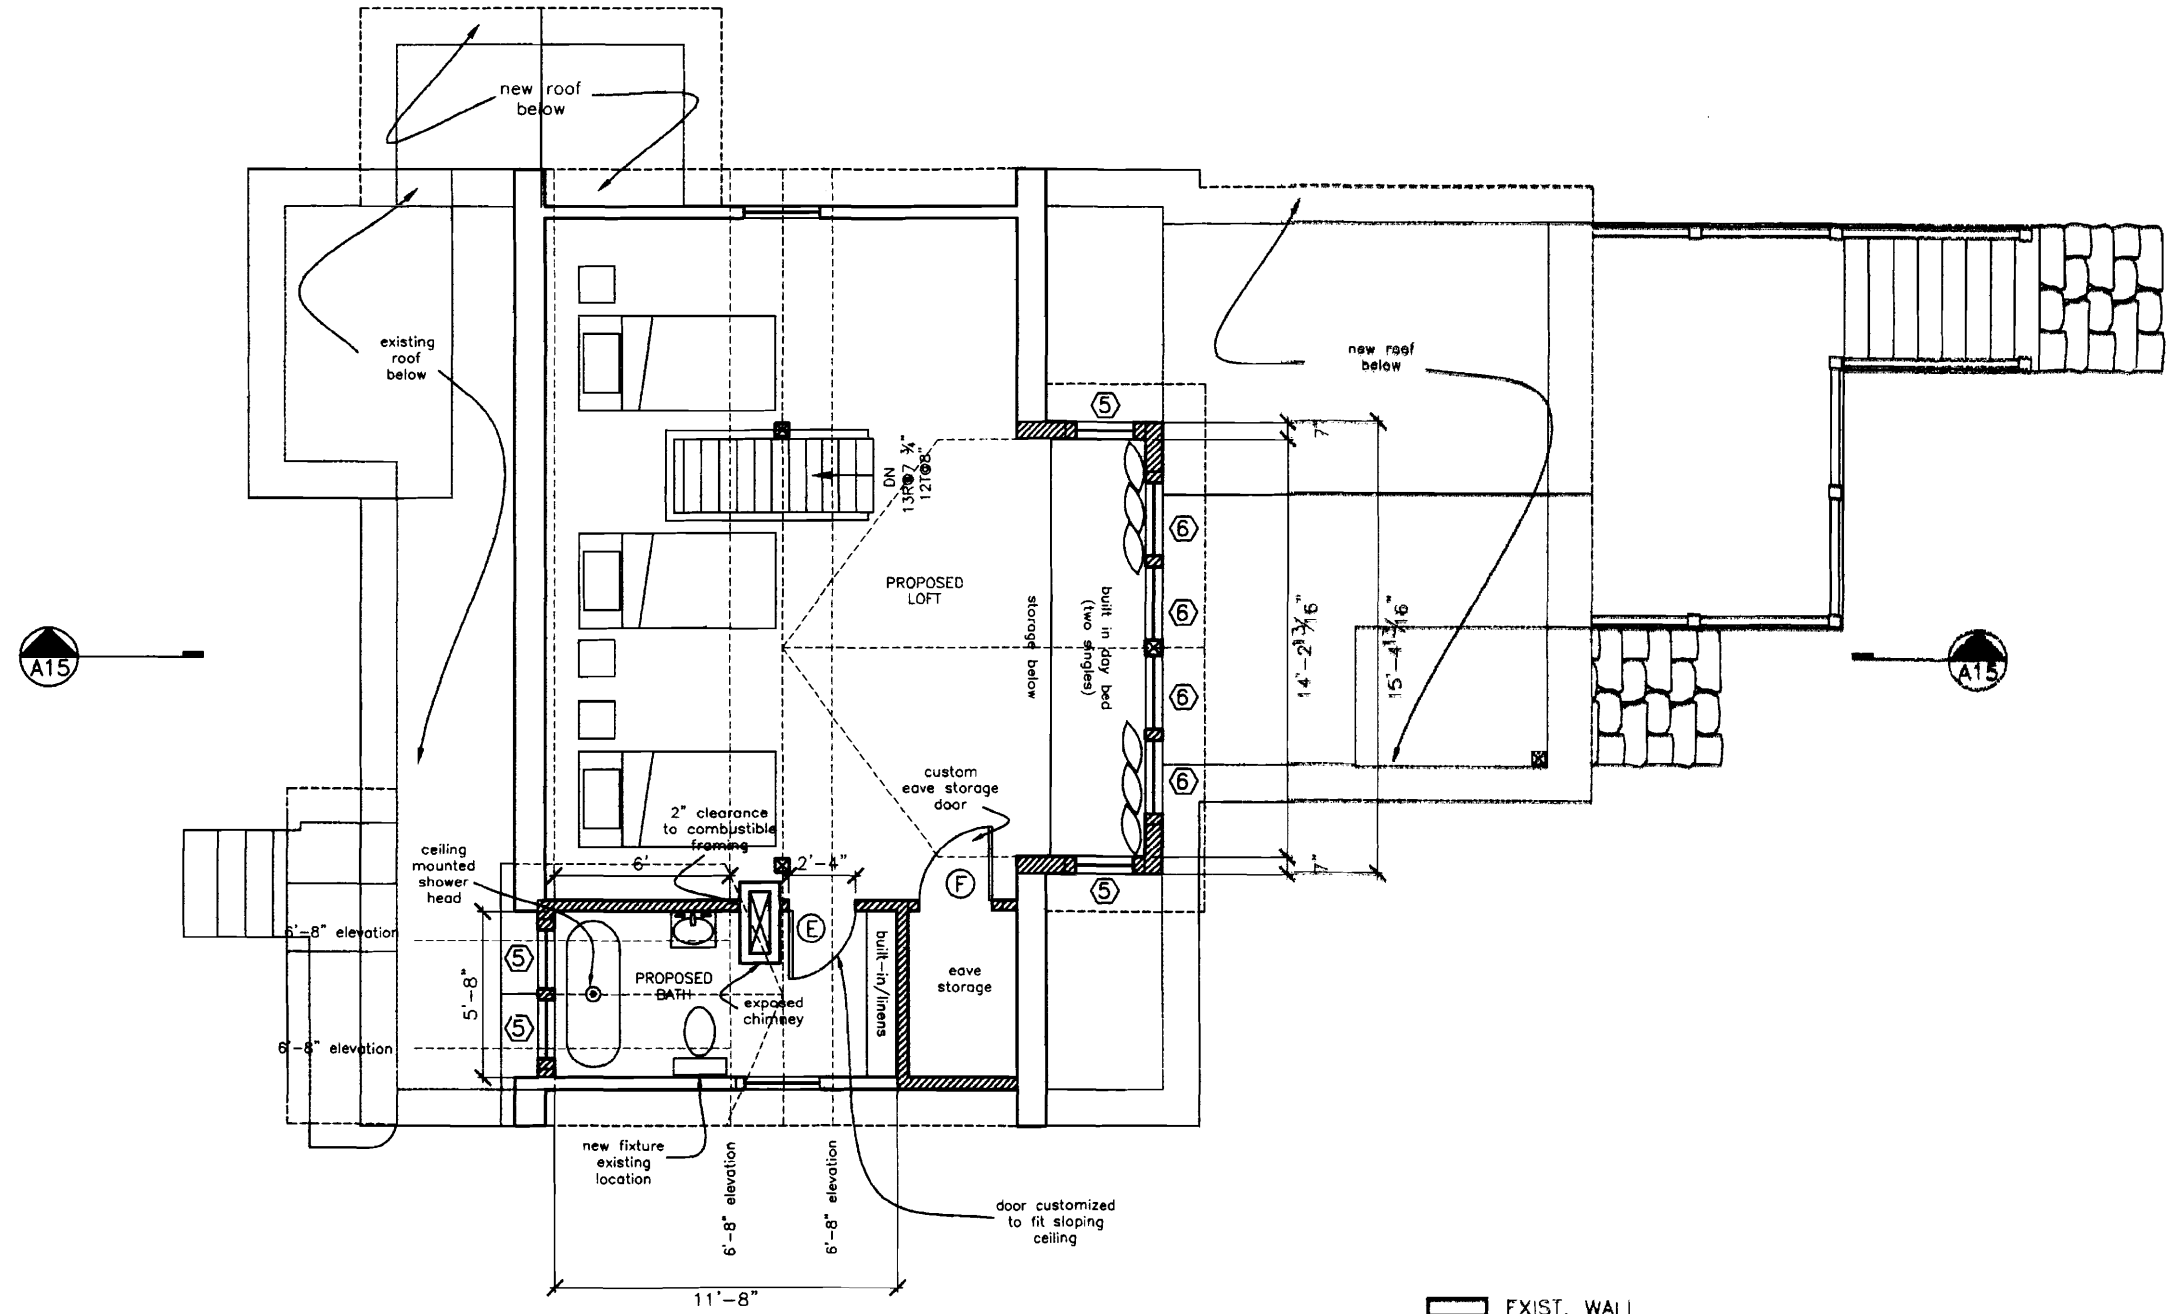 new roof
below
existing
roof
below
new roof
below
5
7"
DN
13R@7 3/4"
12T@8"
6
PROPOSED
LOFT
storage below
built in day bed
(two singles)
6
14'-2 13/16"
15'-4 13/16"
A15
A15
6
6
custom
eave storage
door
2" clearance
to combustible
framing
ceiling
mounted
shower
head
6'
2'-4"
7"
5
F
E
6'-8" elevation
5
PROPOSED
BATH
5'-8"
exposed
chimney
built-in/linens
eave
storage
5
6'-8" elevation
new fixture
existing
location
6'-8" elevation
6'-8" elevation
door customized
to fit sloping
ceiling
11'-8"
EXIST. WALL